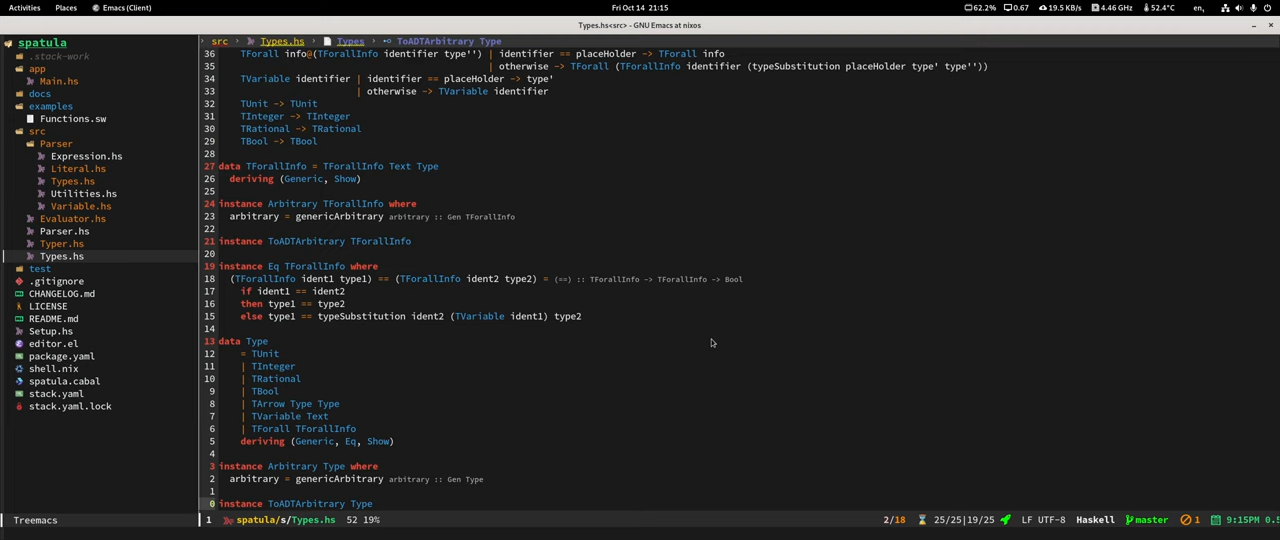 Activities Places Emacs (Client) Fri Oct 14 21:15 62.2% 0.67 19.5 KB/s 4.46 GHz 52.4°C en,
Types.hs<src> - GNU Emacs at nixos
spatula
.stack-work
app
Main.hs
docs
examples
Functions.sw
src
Parser
Expression.hs
Literal.hs
Types.hs
Utilities.hs
Variable.hs
Evaluator.hs
Parser.hs
Typer.hs
Types.hs
test
.gitignore
CHANGELOG.md
LICENSE
README.md
Setup.hs
editor.el
package.yaml
shell.nix
spatula.cabal
stack.yaml
stack.yaml.lock
Treemacs
› src › Types.hs › Types › ToADTArbitrary Type
36 TForall info@(TForallInfo identifier type'') | identifier == placeHolder -> TForall info
35 | otherwise -> TForall (TForallInfo identifier (typeSubstitution placeHolder type' type''))
34 TVariable identifier | identifier == placeHolder -> type'
33 | otherwise -> TVariable identifier
32 TUnit -> TUnit
31 TInteger -> TInteger
30 TRational -> TRational
29 TBool -> TBool
28
27 data TForallInfo = TForallInfo Text Type
26 deriving (Generic, Show)
25
24 instance Arbitrary TForallInfo where
23 arbitrary = genericArbitrary arbitrary :: Gen TForallInfo
22
21 instance ToADTArbitrary TForallInfo
20
19 instance Eq TForallInfo where
18 (TForallInfo ident1 type1) == (TForallInfo ident2 type2) = (==) :: TForallInfo -> TForallInfo -> Bool
17 if ident1 == ident2
16 then type1 == type2
15 else type1 == typeSubstitution ident2 (TVariable ident1) type2
14
13 data Type
12 = TUnit
11 | TInteger
10 | TRational
9 | TBool
8 | TArrow Type Type
7 | TVariable Text
6 | TForall TForallInfo
5 deriving (Generic, Eq, Show)
4
3 instance Arbitrary Type where
2 arbitrary = genericArbitrary arbitrary :: Gen Type
1
0 instance ToADTArbitrary Type
1 spatula/s/Types.hs 52 19% 2/18 25/25|19/25 LF UTF-8 Haskell master 1 9:15PM 0.5